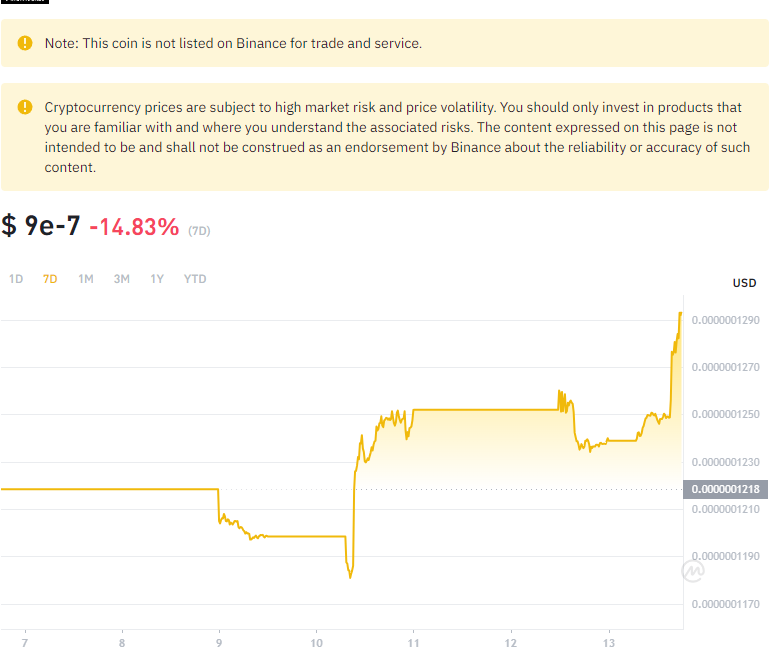 Note: This coin is not listed on Binance for trade and service.
Cryptocurrency prices are subject to high market risk and price volatility. You should only invest in products that
you are familiar with and where you understand the associated risks. The content expressed on this page is not
intended to be and shall not be construed as an endorsement by Binance about the reliability or accuracy of such
content.
$ 9e-7 -14.83% (7D)
1D 7D 1M 3M 1Y YTD
USD
0.0000001290
0.0000001270
0.0000001250
0.0000001230
0.0000001218
0.0000001210
0.0000001190
0.0000001170
7 8 9 10 11 12 13